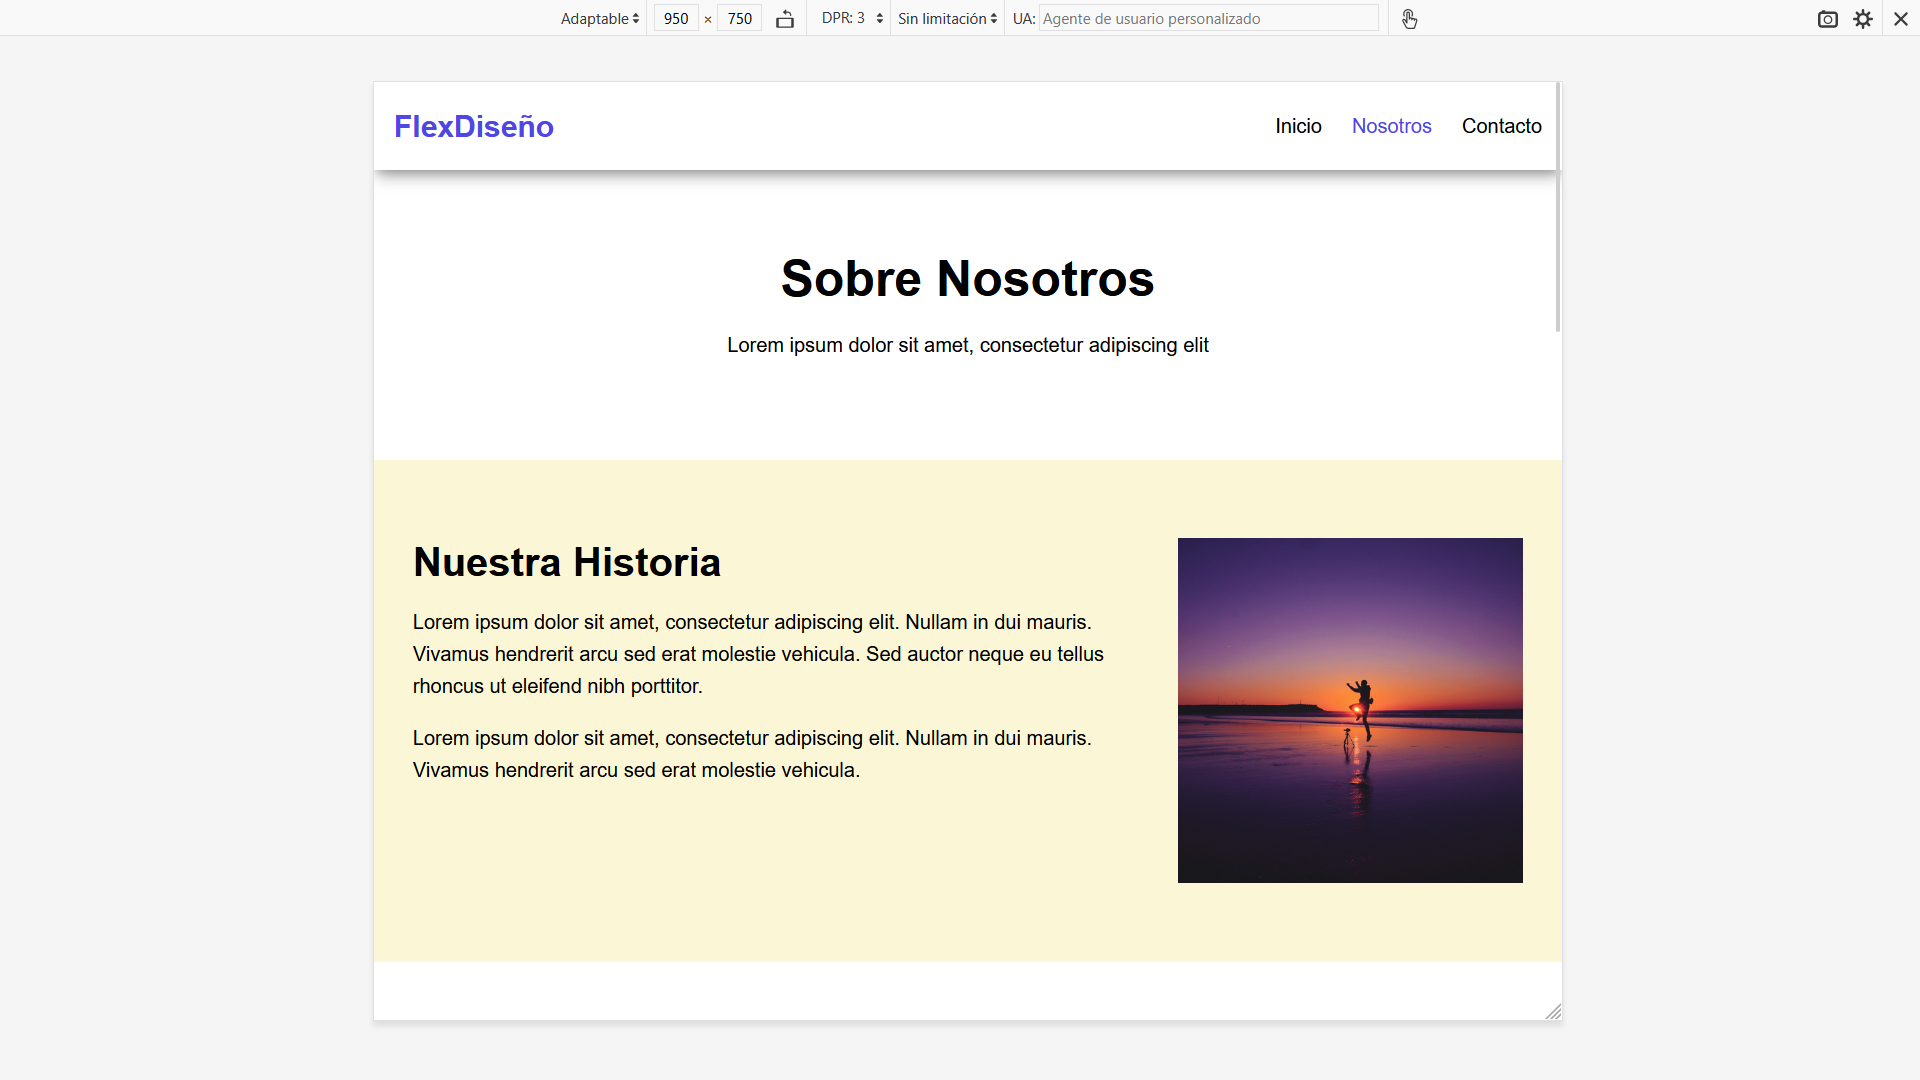 Adaptable 950 × 750 DPR: 3 Sin limitación UA: Agente de usuario personalizado
FlexDiseño Inicio Nosotros Contacto
Sobre Nosotros
Lorem ipsum dolor sit amet, consectetur adipiscing elit
Nuestra Historia
Lorem ipsum dolor sit amet, consectetur adipiscing elit. Nullam in dui mauris.
Vivamus hendrerit arcu sed erat molestie vehicula. Sed auctor neque eu tellus
rhoncus ut eleifend nibh porttitor.
Lorem ipsum dolor sit amet, consectetur adipiscing elit. Nullam in dui mauris.
Vivamus hendrerit arcu sed erat molestie vehicula.